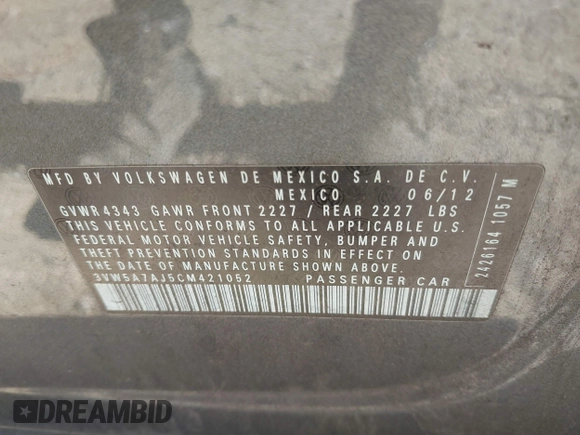 MFD BY VOLKSWAGEN DE MEXICO S.A. DE C.V.
MEXICO 06/12
GVWR 4343 GAWR FRONT 2227 / REAR 2227 LBS
THIS VEHICLE CONFORMS TO ALL APPLICABLE
FEDERAL MOTOR VEHICLE SAFETY, BUMPER AND
THEFT PREVENTION STANDARDS IN EFFECT ON
THE DATE OF MANUFACTURE SHOWN ABOVE.
3VW5A7AJ5CM421052 PASSENGER CAR
2426164 1057 M
DREAMBID